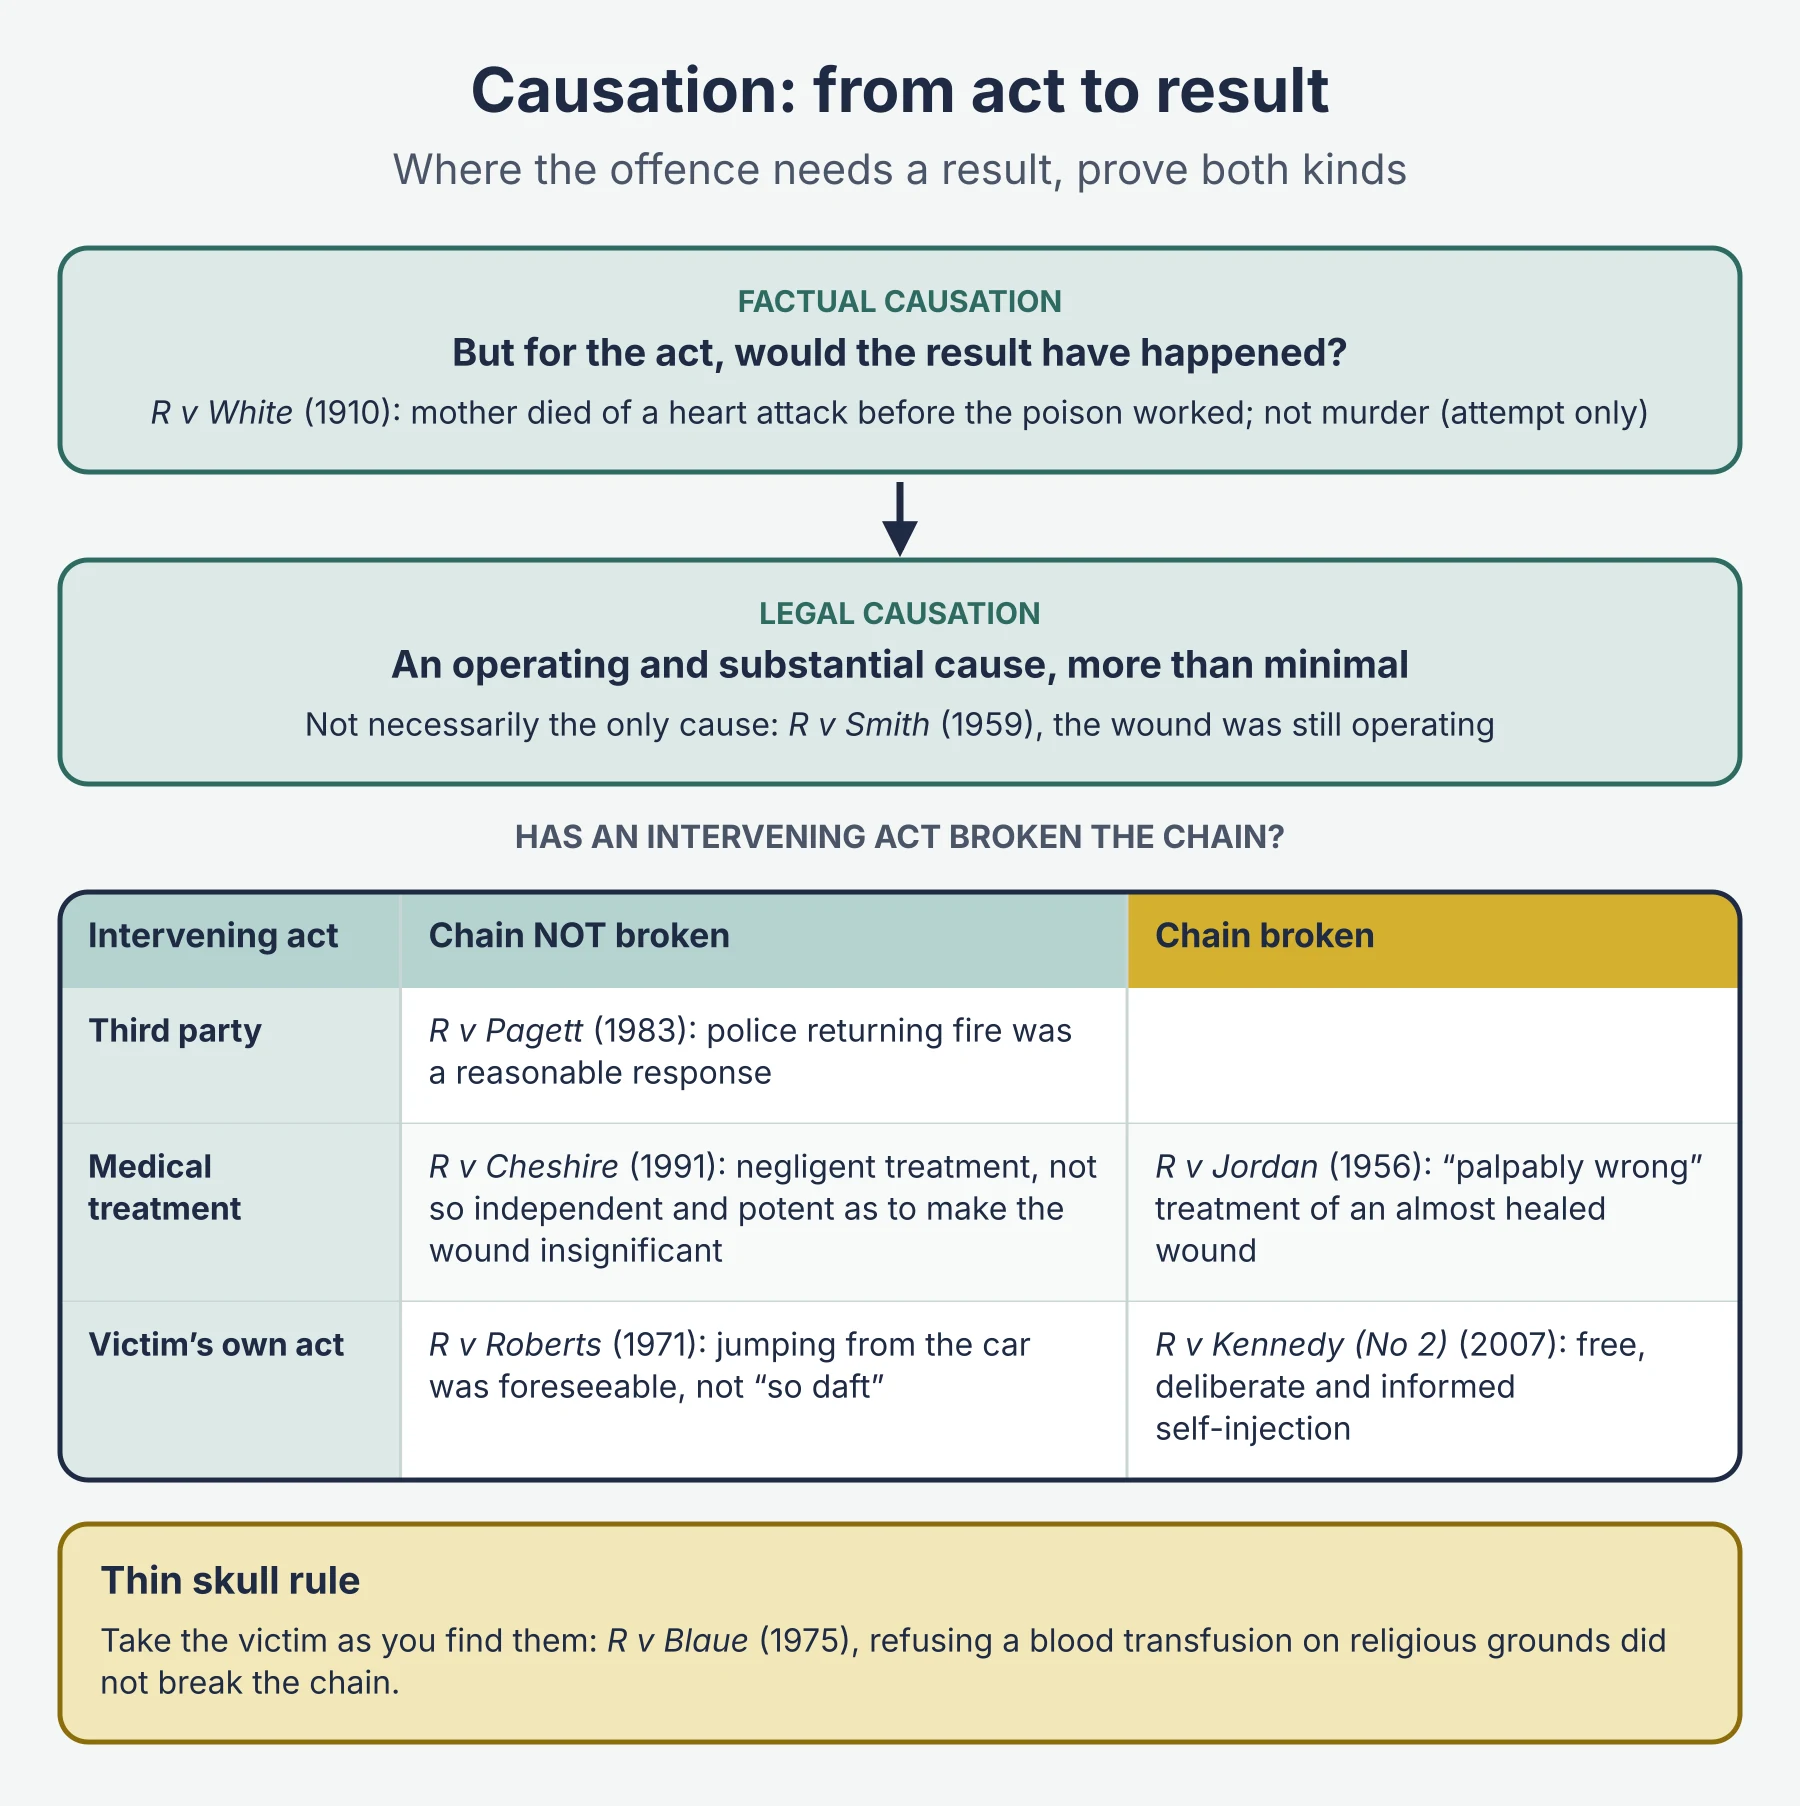 Causation: from act to result
Where the offence needs a result, prove both kinds
FACTUAL CAUSATION
But for the act, would the result have happened?
R v White (1910): mother died of a heart attack before the poison worked; not murder (attempt only)
LEGAL CAUSATION
An operating and substantial cause, more than minimal
Not necessarily the only cause: R v Smith (1959), the wound was still operating
HAS AN INTERVENING ACT BROKEN THE CHAIN?
Intervening act
Chain NOT broken
Chain broken
Third party
R v Pagett (1983): police returning fire was
a reasonable response
Medical
treatment
R v Cheshire (1991): negligent treatment, not
so independent and potent as to make the
wound insignificant
R v Jordan (1956): “palpably wrong”
treatment of an almost healed
wound
Victim’s own act
R v Roberts (1971): jumping from the car
was foreseeable, not “so daft”
R v Kennedy (No 2) (2007): free,
deliberate and informed
self-injection
Thin skull rule
Take the victim as you find them: R v Blaue (1975), refusing a blood transfusion on religious grounds did
not break the chain.